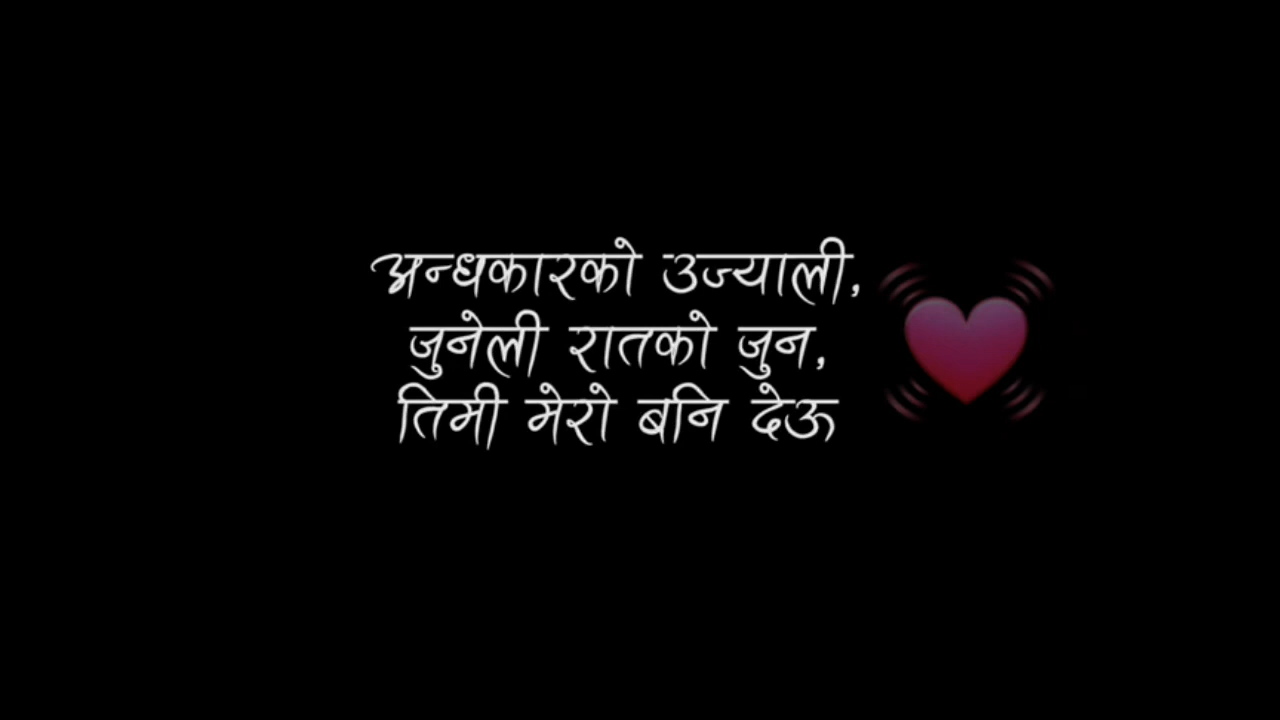 अन्धकारको उज्याली,
जुनेली रातको जुन,
तिमी मेरो बनि देऊ